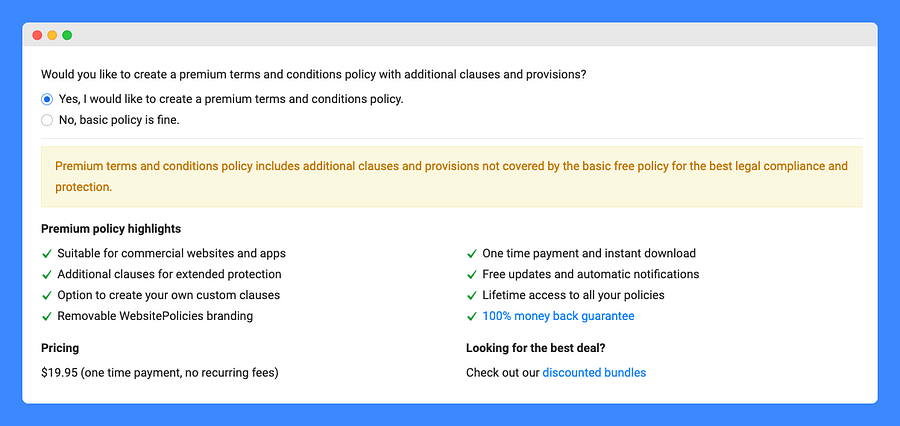 Would you like to create a premium terms and conditions policy with additional clauses and provisions?
Yes, I would like to create a premium terms and conditions policy.
No, basic policy is fine.
Premium terms and conditions policy includes additional clauses and provisions not covered by the basic free policy for the best legal compliance and
protection.
Premium policy highlights
Suitable for commercial websites and apps
Additional clauses for extended protection
Option to create your own custom clauses
Removable WebsitePolicies branding
One time payment and instant download
Free updates and automatic notifications
Lifetime access to all your policies
100% money back guarantee
Pricing
$19.95 (one time payment, no recurring fees)
Looking for the best deal?
Check out our discounted bundles